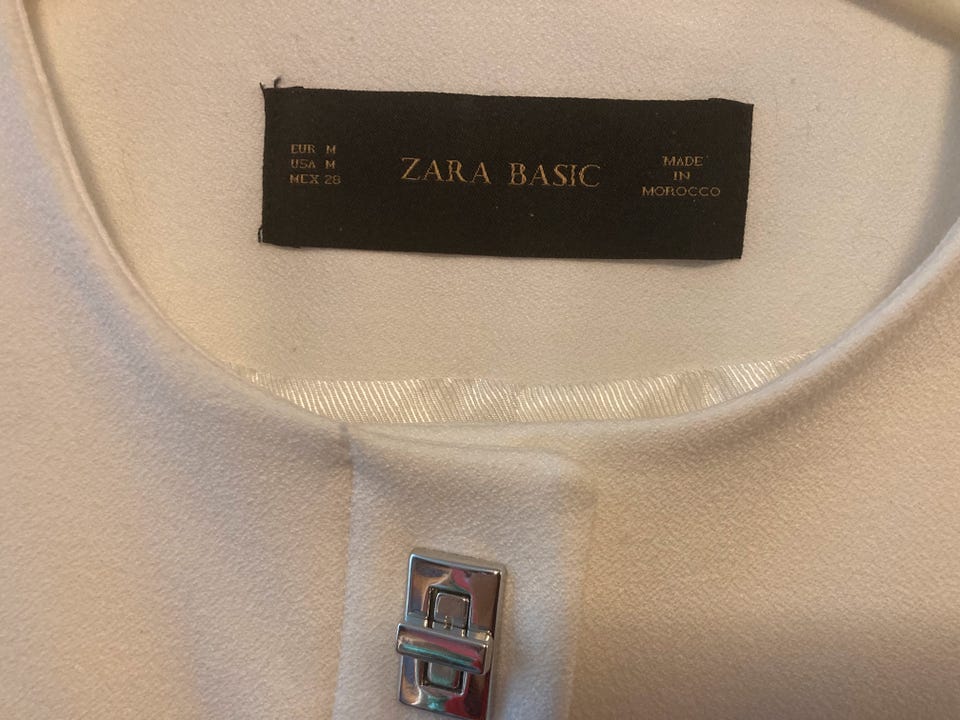 EUR M
USA M
MEX 28
ZARA BASIC
MADE
IN
MOROCCO